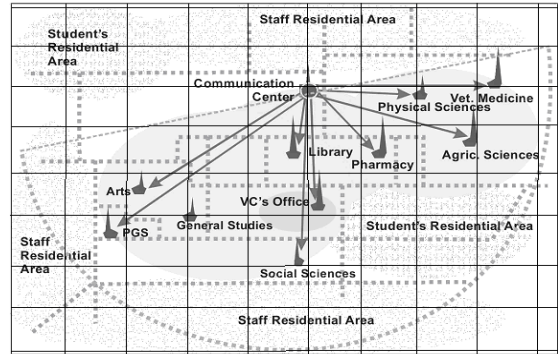 Staff Residential Area
Student's
Residential
Area
Communication
Center
Physical Sciences
Vet. Medicine
Library
Pharmacy
Agric. Sciences
Arts
VC's Office
PGS
General Studies
Student's Residential Area
Staff
Residential
Area
Social Sciences
Staff Residential Area